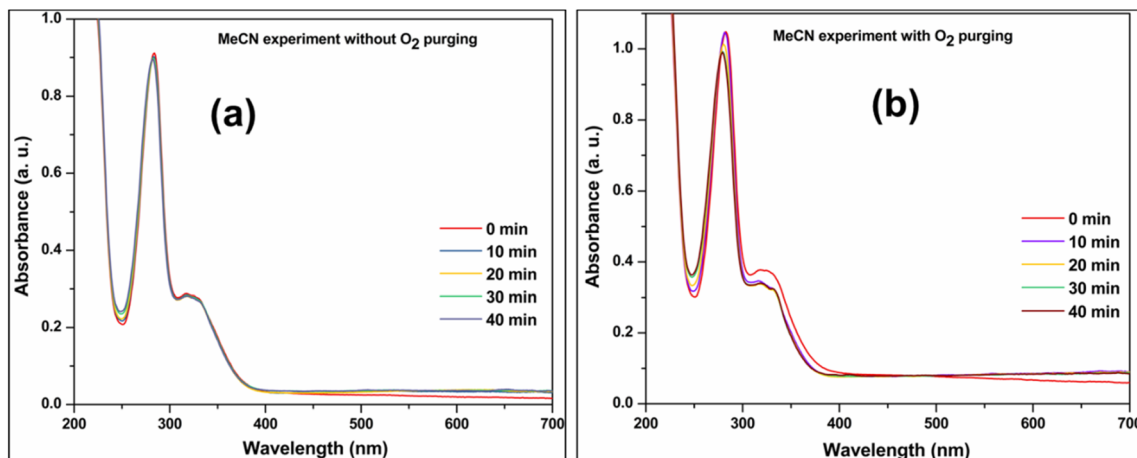 MeCN experiment without O2 purging
(a)
Absorbance (a. u.)
1.0
0.8
0.6
0.4
0.2
0.0
0 min
10 min
20 min
30 min
40 min
200 300 400 500 600 700
Wavelength (nm)
MeCN experiment with O2 purging
(b)
Absorbance (a. u.)
1.0
0.8
0.6
0.4
0.2
0.0
0 min
10 min
20 min
30 min
40 min
200 300 400 500 600 700
Wavelength (nm)